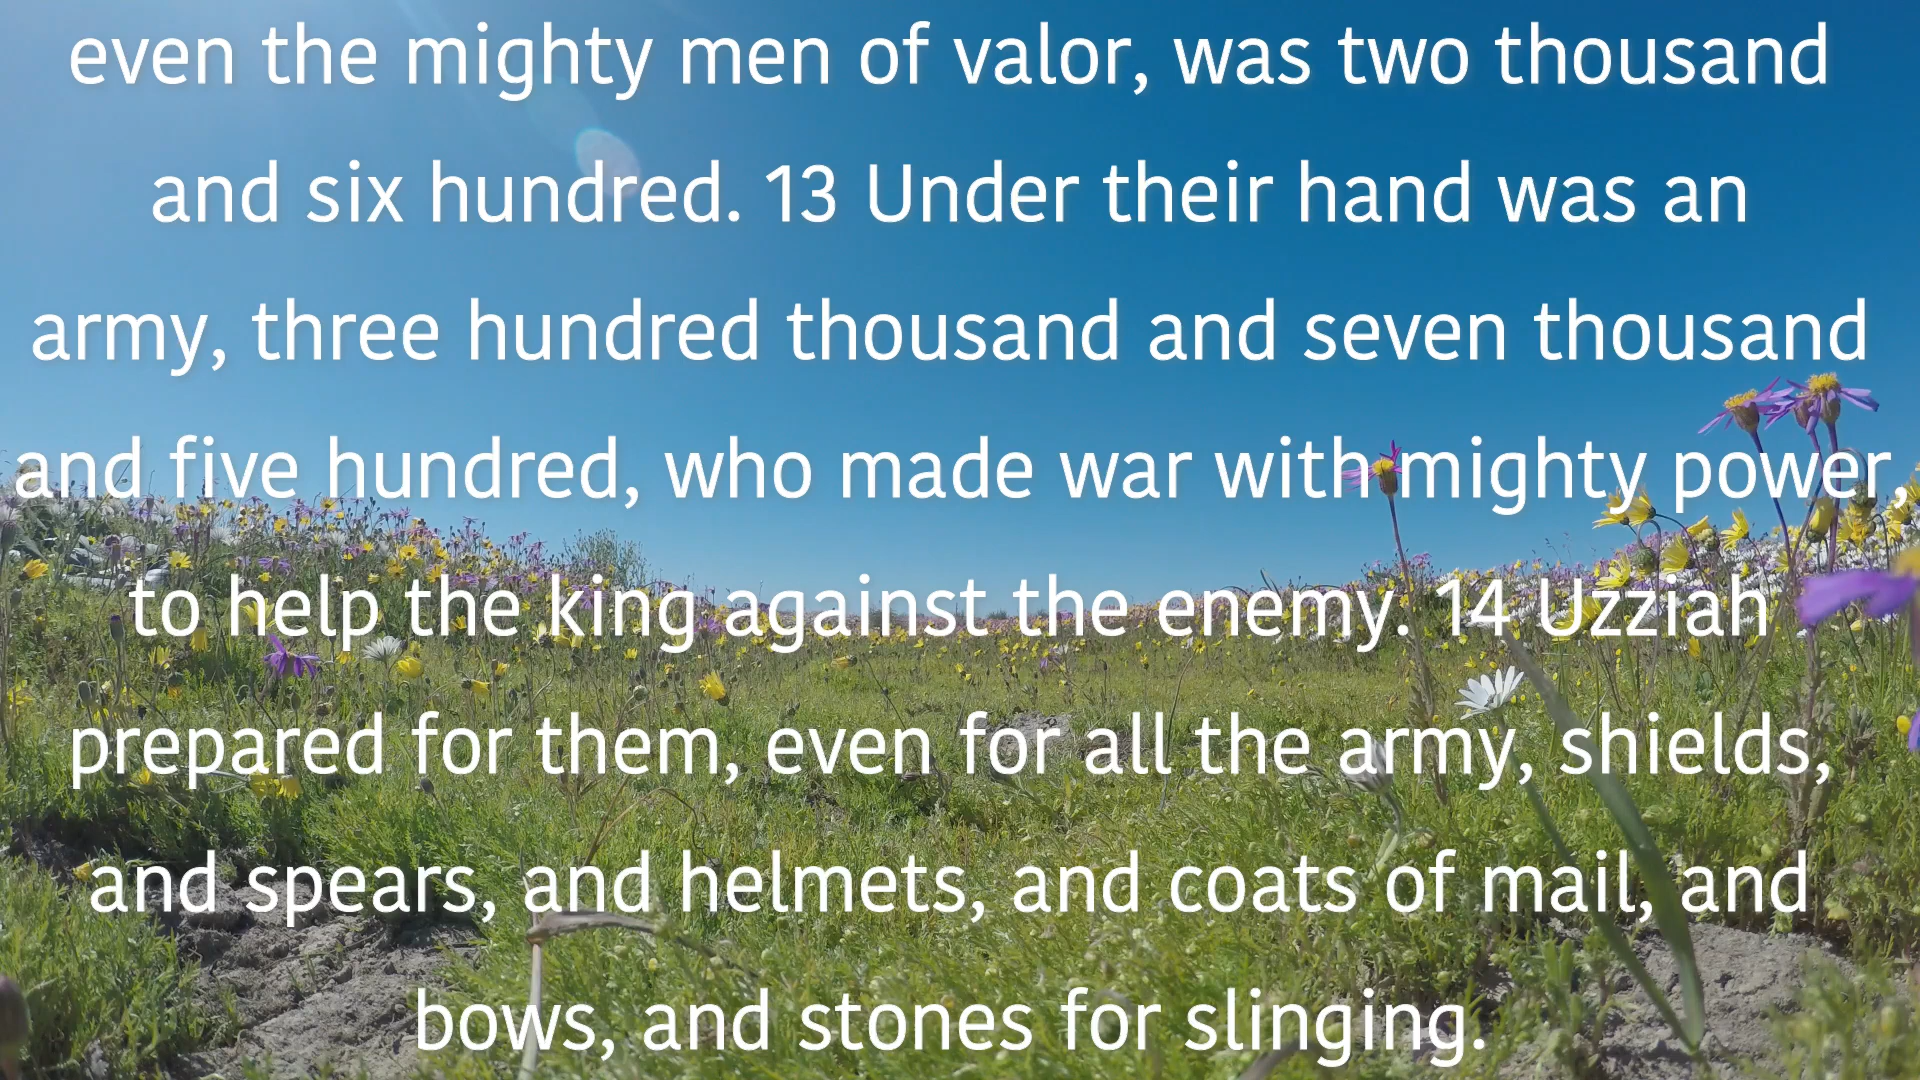 even the mighty men of valor, was two thousand
and six hundred. 13 Under their hand was an
army, three hundred thousand and seven thousand
and five hundred, who made war with mighty power,
to help the king against the enemy. 14 Uzziah
prepared for them, even for all the army, shields,
and spears, and helmets, and coats of mail, and
bows, and stones for slinging.